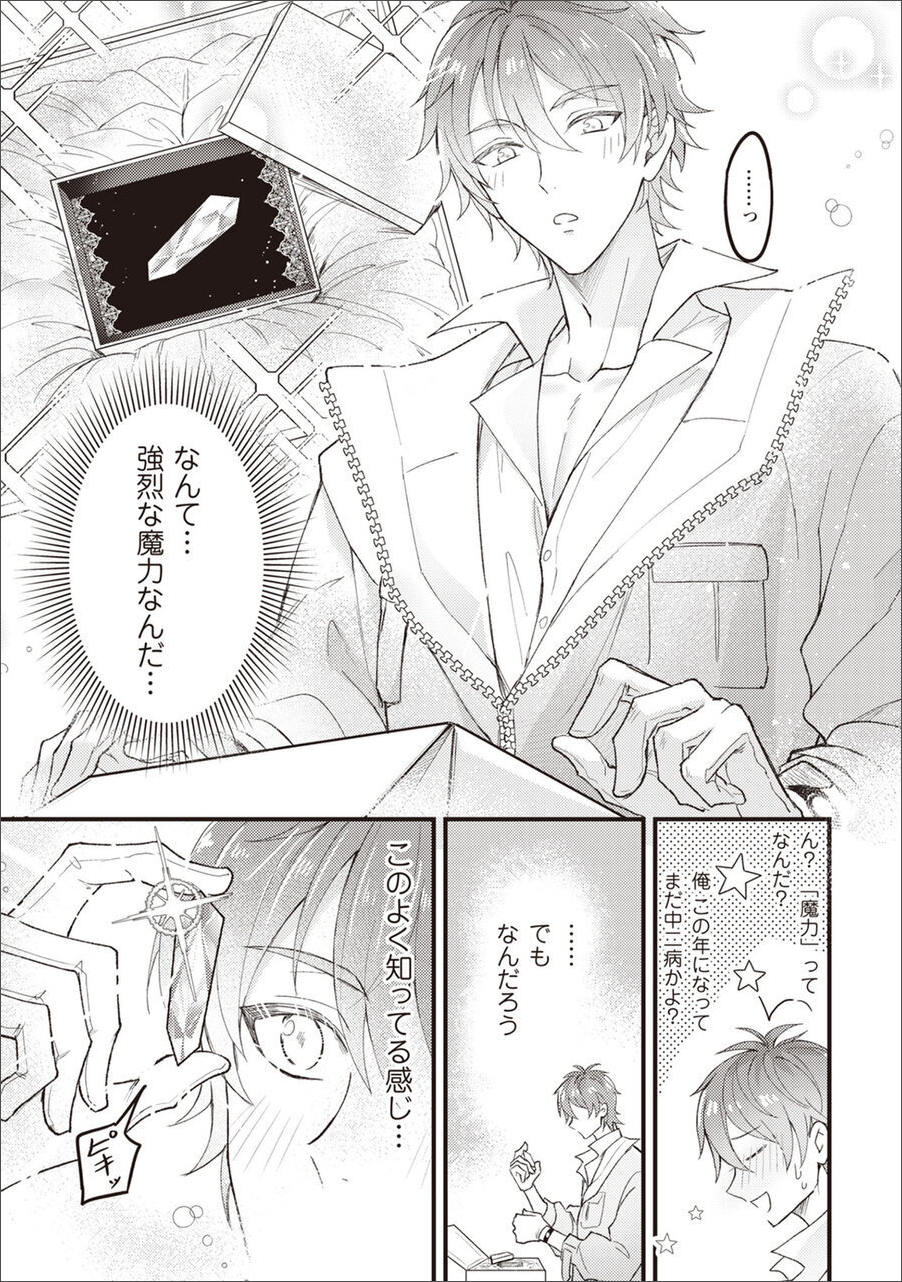 ……っ
なんて…
強烈な魔力なんだ…
ん?「魔力」って
なんだ?
俺 この年になって
まだ中二病かよ?
……
でも
なんだろう
このよく知ってる感じ…
ピキッ